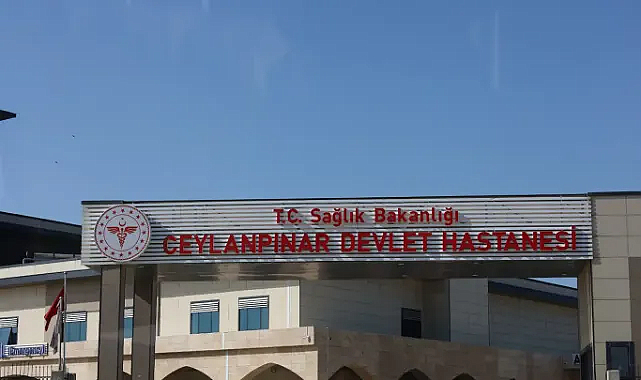 T.C. Sağlık Bakanlığı
CEYLANPINAR DEVLET HASTANESİ